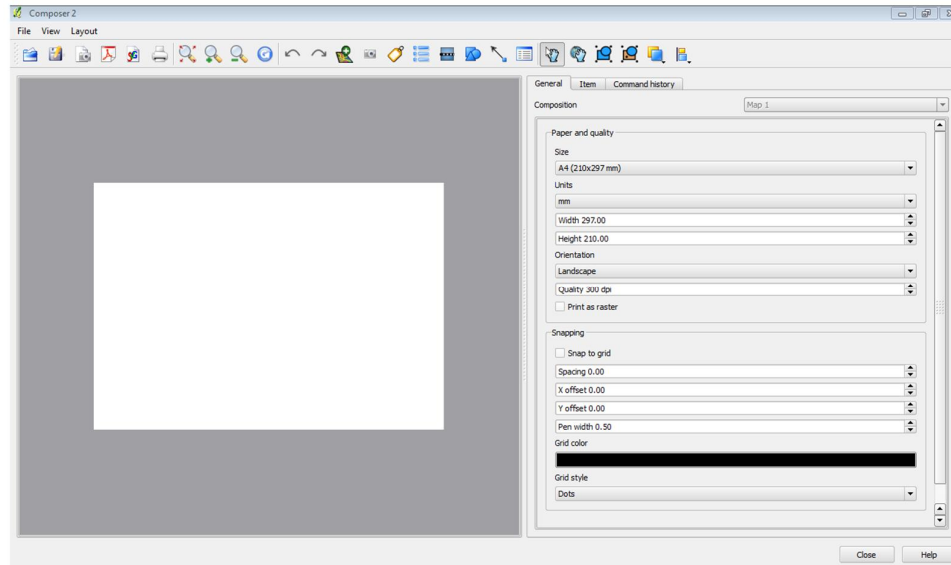 Composer 2
File View Layout
General Item Command history
Composition Map 1
Paper and quality
Size
A4 (210x297 mm)
Units
mm
Width 297.00
Height 210.00
Orientation
Landscape
Quality 300 dpi
Print as raster
Snapping
Snap to grid
Spacing 0.00
X offset 0.00
Y offset 0.00
Pen width 0.50
Grid color
Grid style
Dots
Close Help